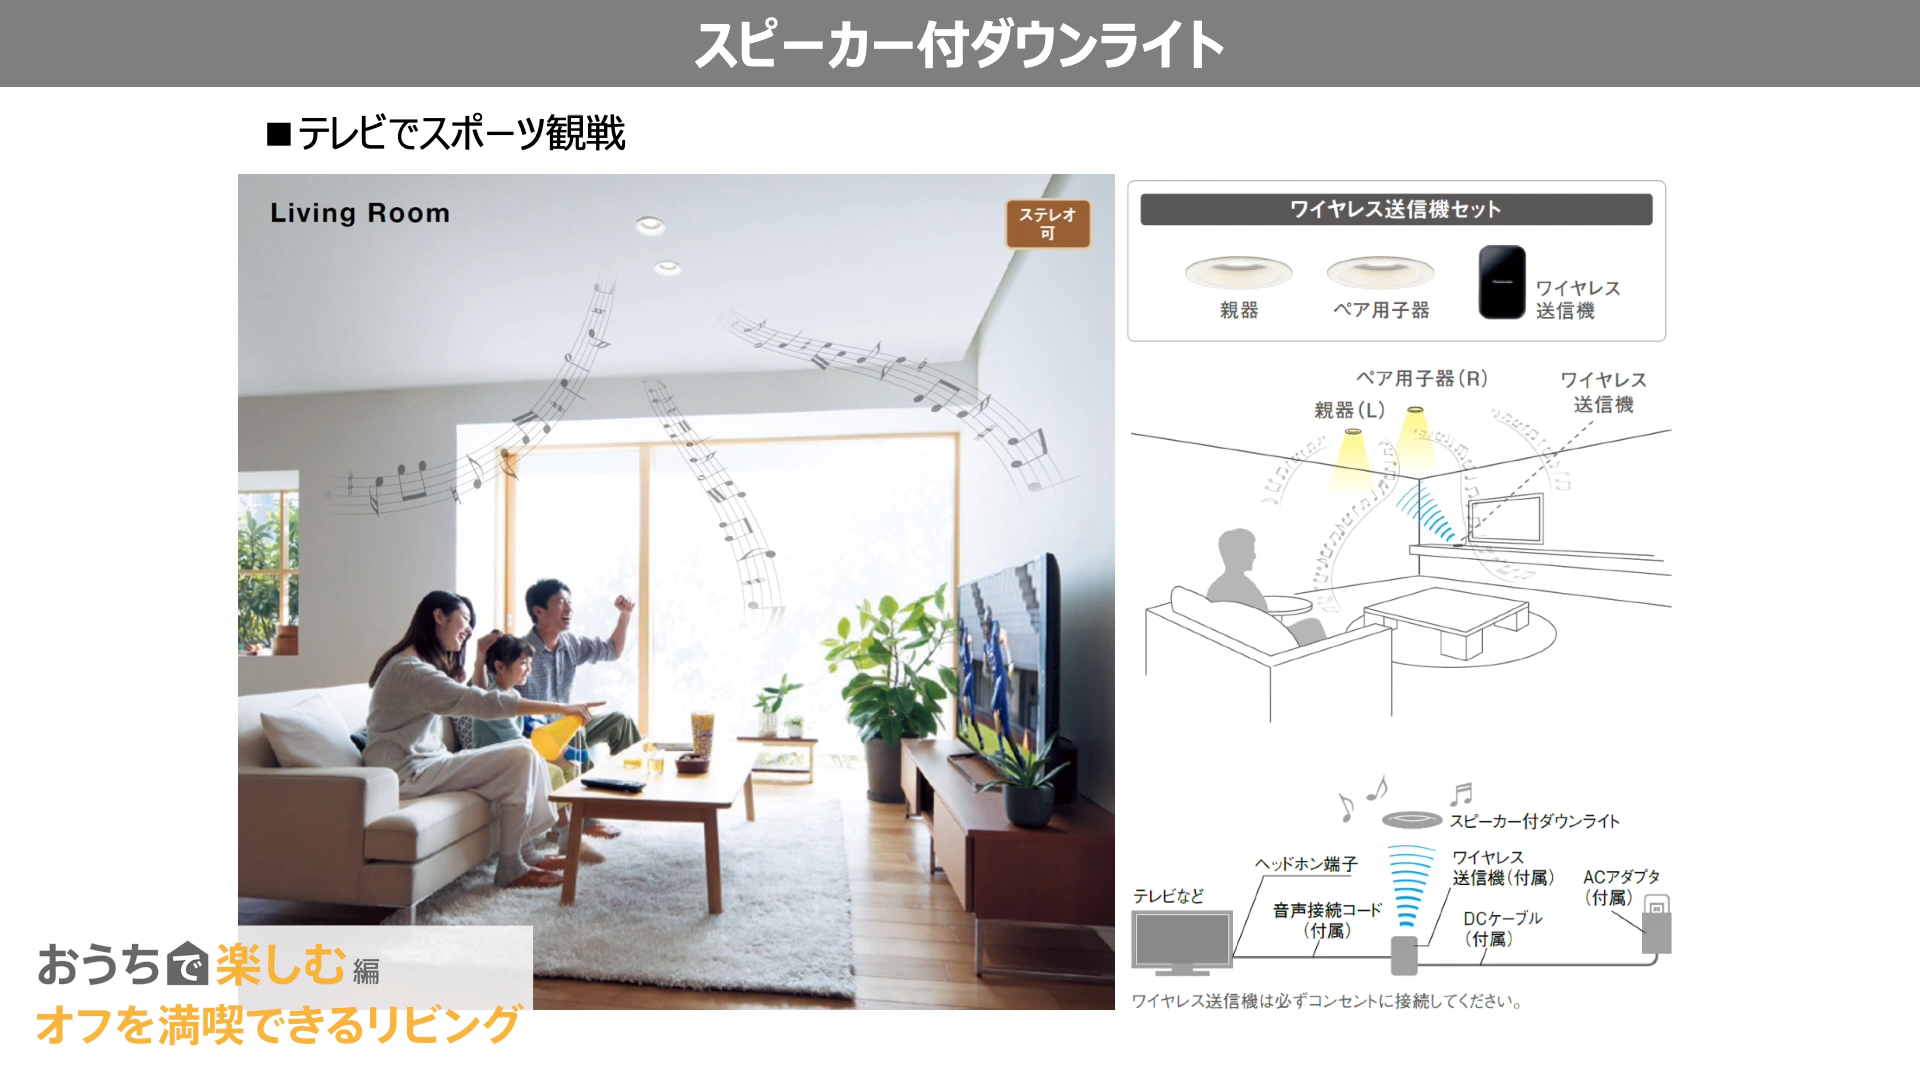 スピーカー付ダウンライト
■テレビでスポーツ観戦
Living Room
ステレオ
可
ワイヤレス送信機セット
親器
ペア用子器
ワイヤレス
送信機
ペア用子器(R)
親器(L)
ワイヤレス
送信機
スピーカー付ダウンライト
ヘッドホン端子
ワイヤレス
送信機(付属)
ACアダプタ
(付属)
テレビなど
音声接続コード
(付属)
DCケーブル
(付属)
ワイヤレス送信機は必ずコンセントに接続してください。
おうちで楽しむ編
オフを満喫できるリビング